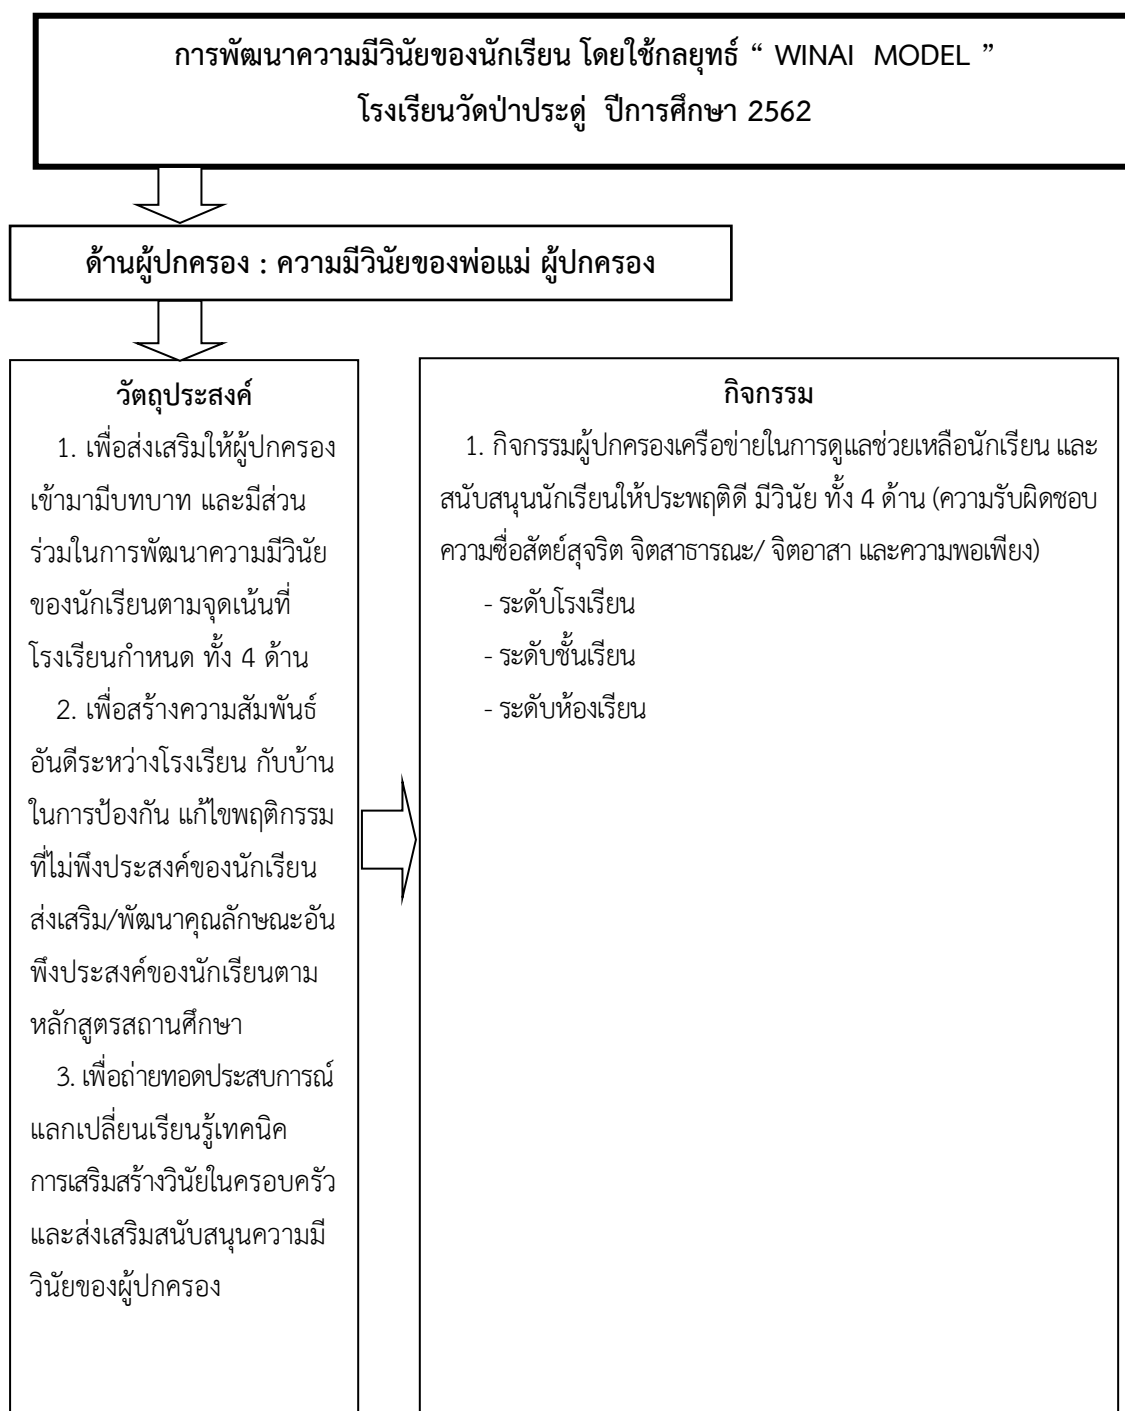 การพัฒนาความมีวินัยของนักเรียน โดยใช้กลยุทธ์ “ WINAI MODEL ”
โรงเรียนวัดป่าประดู่ ปีการศึกษา 2562
ด้านผู้ปกครอง : ความมีวินัยของพ่อแม่ ผู้ปกครอง
วัตถุประสงค์
1. เพื่อส่งเสริมให้ผู้ปกครอง
เข้ามามีบทบาท และมีส่วน
ร่วมในการพัฒนาความมีวินัย
ของนักเรียนตามจุดเน้นที่
โรงเรียนกำหนด ทั้ง 4 ด้าน
2. เพื่อสร้างความสัมพันธ์
อันดีระหว่างโรงเรียน กับบ้าน
ในการป้องกัน แก้ไขพฤติกรรม
ที่ไม่พึงประสงค์ของนักเรียน
ส่งเสริม/พัฒนาคุณลักษณะอัน
พึงประสงค์ของนักเรียนตาม
หลักสูตรสถานศึกษา
3. เพื่อถ่ายทอดประสบการณ์
แลกเปลี่ยนเรียนรู้เทคนิค
การเสริมสร้างวินัยในครอบครัว
และส่งเสริมสนับสนุนความมี
วินัยของผู้ปกครอง
กิจกรรม
1. กิจกรรมผู้ปกครองเครือข่ายในการดูแลช่วยเหลือนักเรียน และ
สนับสนุนนักเรียนให้ประพฤติดี มีวินัย ทั้ง 4 ด้าน (ความรับผิดชอบ
ความซื่อสัตย์สุจริต จิตสาธารณะ/ จิตอาสา และความพอเพียง)
- ระดับโรงเรียน
- ระดับชั้นเรียน
- ระดับห้องเรียน